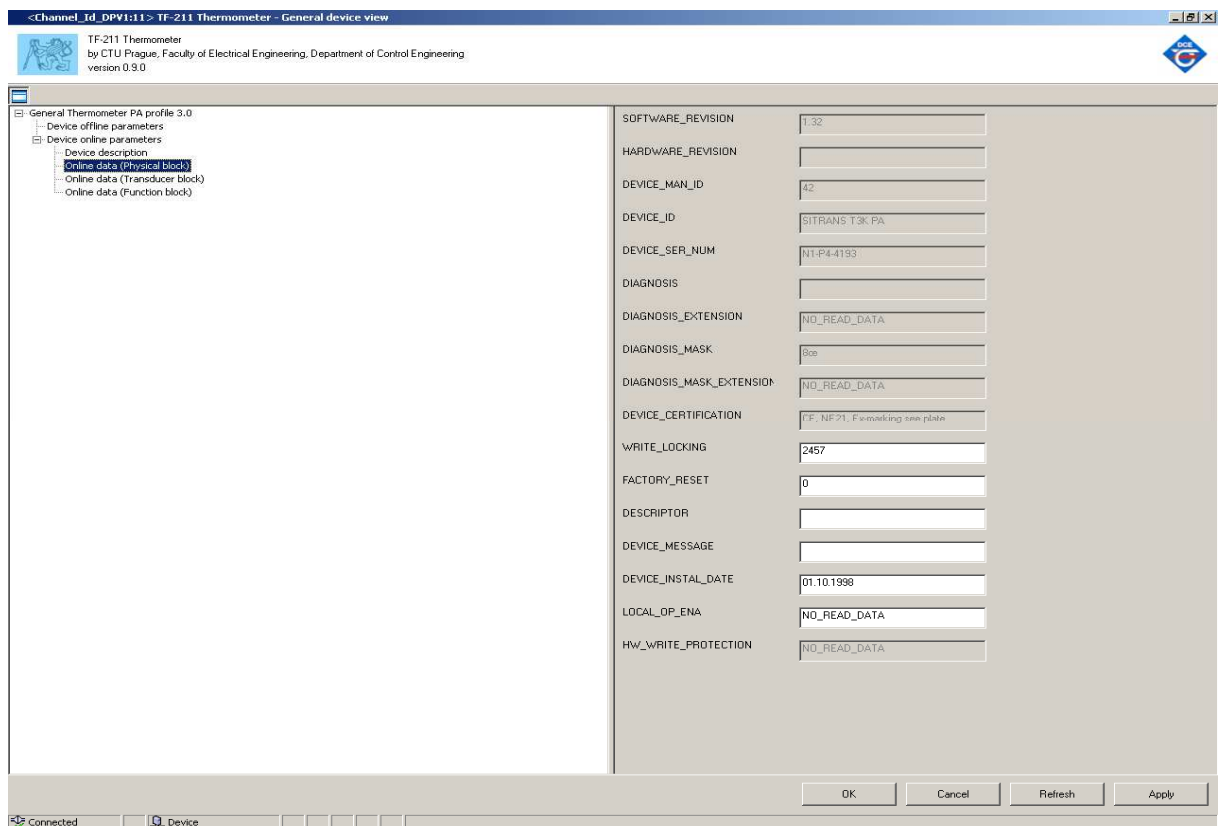 <Channel_Id_DPV1:11> TF-211 Thermometer - General device view
TF-211 Thermometer
by CTU Prague, Faculty of Electrical Engineering, Department of Control Engineering
version 0.9.0
DCE
General Thermometer PA profile 3.0
Device offline parameters
Device online parameters
Device description
Online data (Physical block)
Online data (Transducer block)
Online data (Function block)
SOFTWARE_REVISION 1.32
HARDWARE_REVISION
DEVICE_MAN_ID 42
DEVICE_ID SITRANS T3K PA
DEVICE_SER_NUM N1-P4-4193
DIAGNOSIS
DIAGNOSIS_EXTENSION NO_READ_DATA
DIAGNOSIS_MASK 8œ
DIAGNOSIS_MASK_EXTENSION NO_READ_DATA
DEVICE_CERTIFICATION CE, NE21, Ex-marking see plate
WRITE_LOCKING 2457
FACTORY_RESET 0
DESCRIPTOR
DEVICE_MESSAGE
DEVICE_INSTAL_DATE 01.10.1998
LOCAL_OP_ENA NO_READ_DATA
HW_WRITE_PROTECTION NO_READ_DATA
OK Cancel Refresh Apply
Connected Device